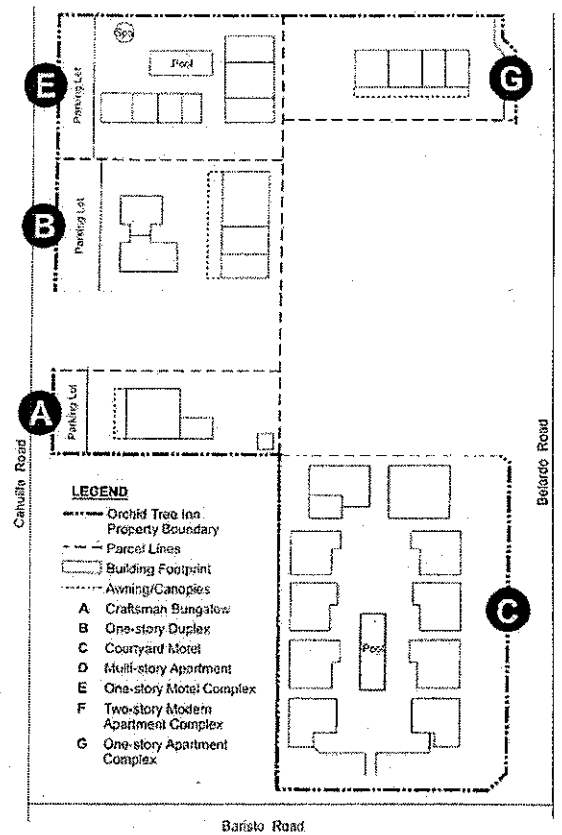 Spa
Pool
E
Parking Lot
G
B
Parking Lot
A
Parking Lot
Cahuilla Road
Belardo Road
LEGEND
Orchid Tree Inn
Property Boundary
Parcel Lines
Building Footprint
Awning/Canopies
A Craftsman Bungalow
B One-story Duplex
C Courtyard Motel
D Multi-story Apartment
E One-story Motel Complex
F Two-story Modern
Apartment Complex
G One-story Apartment
Complex
C
Pool
Baristo Road